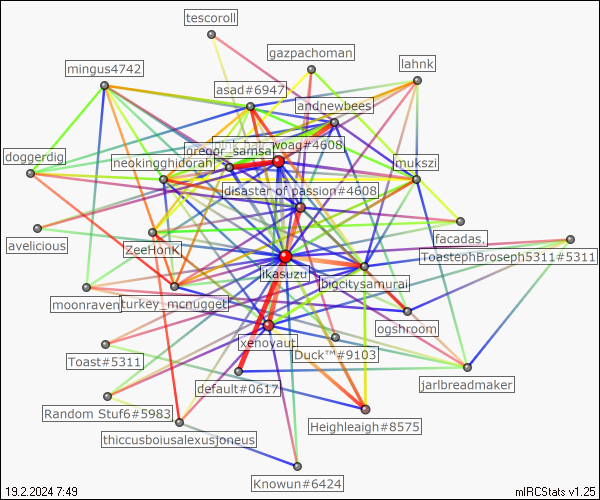 tescoroll
gazpachoman
lahnk
mingus4742
asad#6947
andnewbees
woag#4608
gregor_samsa
doggerdig
neokingghidorah
jmukszi
disaster of passion#4608
avelicious
ZeeHonK
facadas.
ToastephBroseph5311#5311
ikasuzu
bigcitysamurai
moonraven
turkey_mcnugget
ogshroom
xenoyaut
Toast#5311
Duck™#9103
default#0617
jarlbreadmaker
Random Stuf6#5983
Heighleaigh#8575
thiccusboiusalexusjoneus
Knowun#6424
19.2.2024 7:49
mIRCStats v1.25